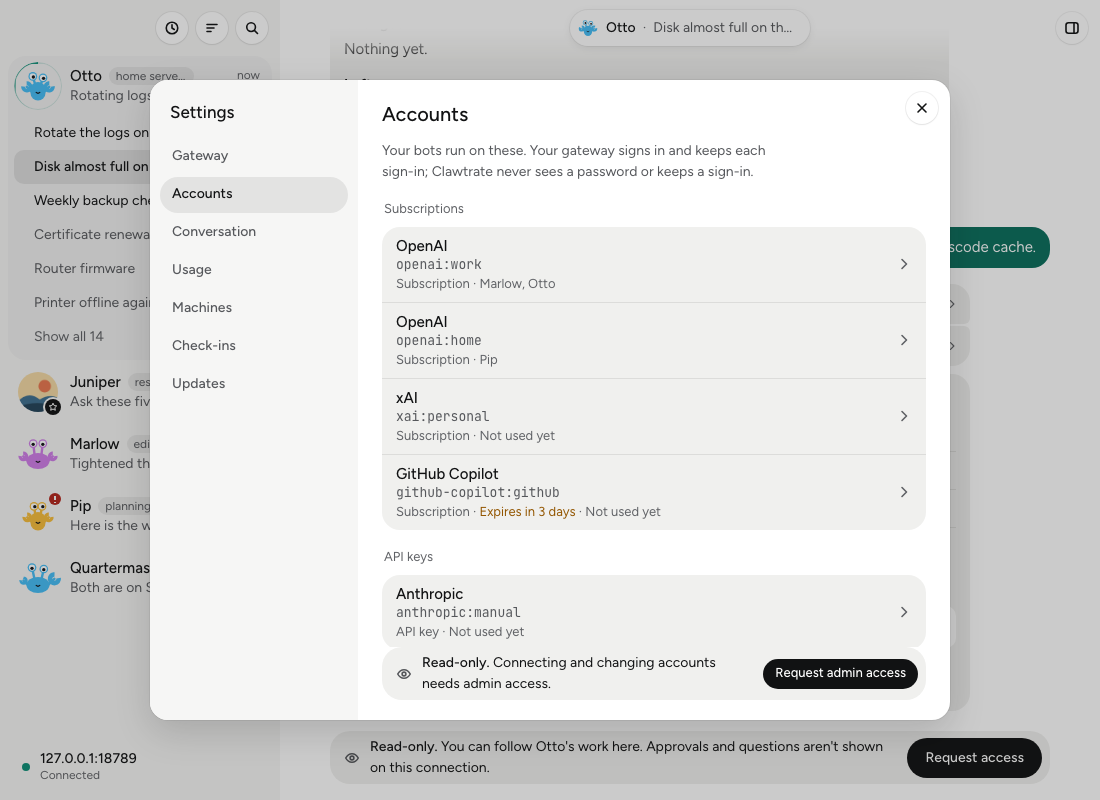 Otto · Disk almost full on th...
Nothing yet.
Otto home serve... now
Rotating logs
Rotate the logs on
Disk almost full on
Weekly backup che
Certificate renewa
Router firmware
Printer offline again
Show all 14
Juniper res
Ask these fiv
Marlow edi
Tightened th
Pip planning
Here is the w
Quartermas
Both are on S
127.0.0.1:18789
Connected
Settings
Gateway
Accounts
Conversation
Usage
Machines
Check-ins
Updates
Accounts
Your bots run on these. Your gateway signs in and keeps each
sign-in; Clawtrate never sees a password or keeps a sign-in.
Subscriptions
OpenAI
openai:work
Subscription · Marlow, Otto
OpenAI
openai:home
Subscription · Pip
xAI
xai:personal
Subscription · Not used yet
GitHub Copilot
github-copilot:github
Subscription · Expires in 3 days · Not used yet
API keys
Anthropic
anthropic:manual
API key · Not used yet
Read-only. Connecting and changing accounts
needs admin access.
Request admin access
scode cache.
Read-only. You can follow Otto's work here. Approvals and questions aren't shown
on this connection.
Request access